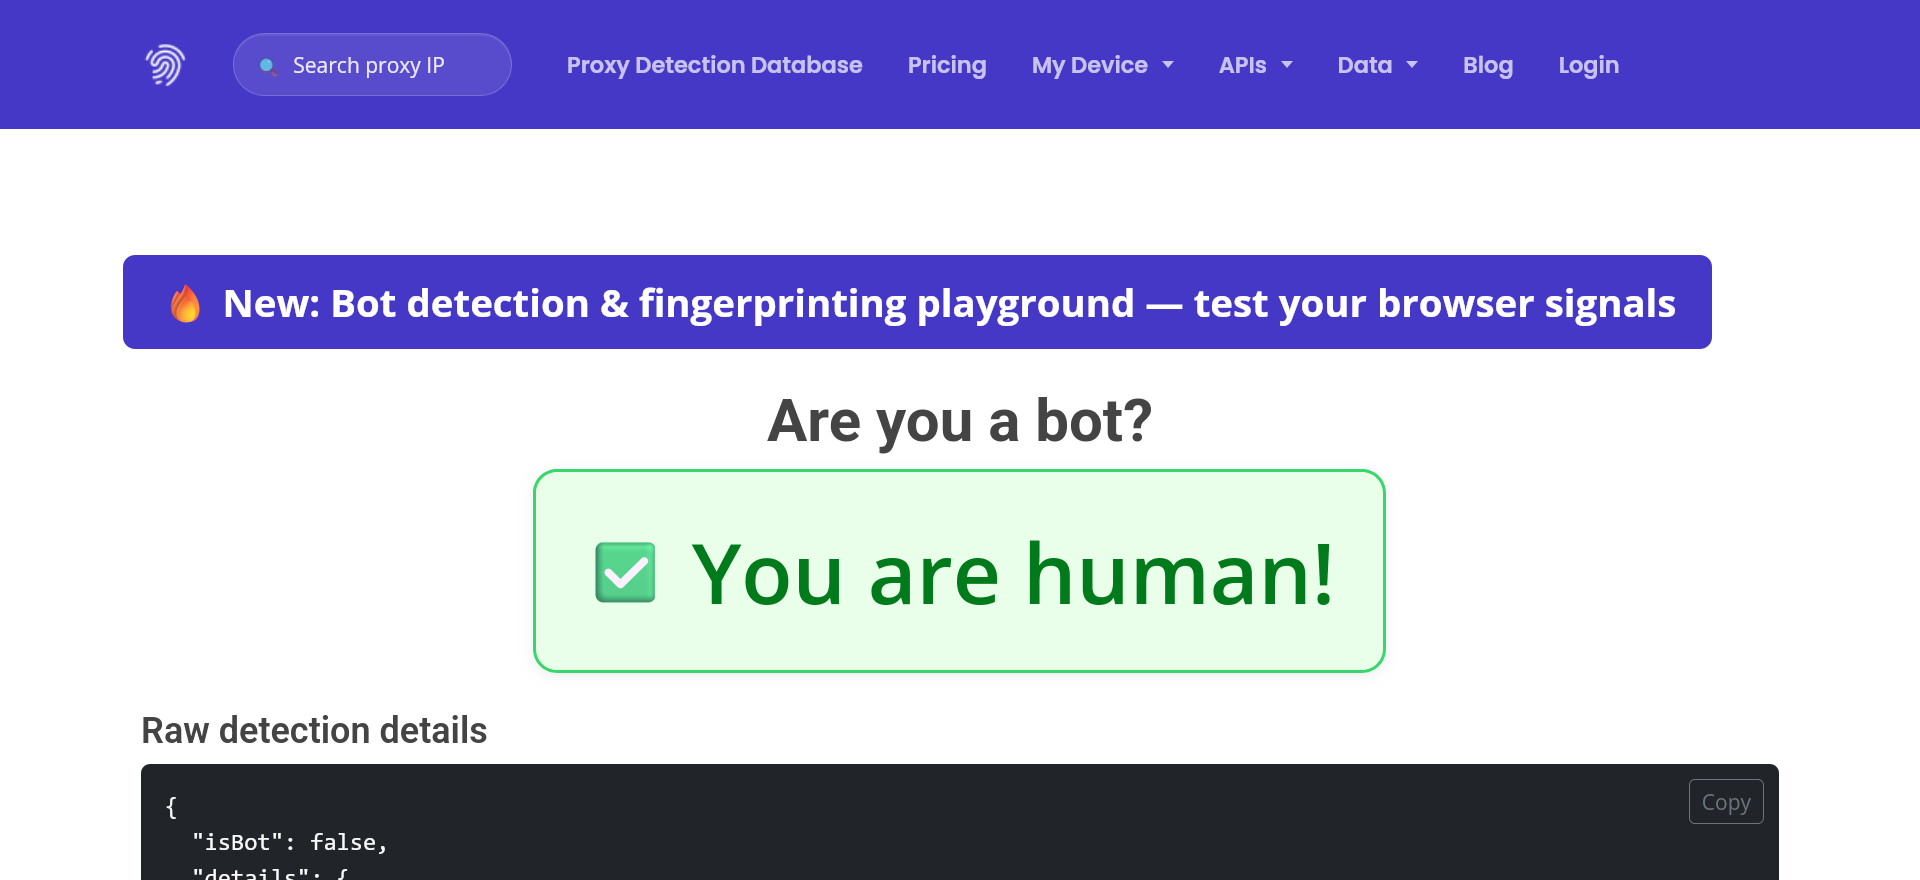 Search proxy IP
Proxy Detection Database
Pricing
My Device
APIs
Data
Blog
Login
New: Bot detection & fingerprinting playground — test your browser signals
Are you a bot?
You are human!
Raw detection details
Copy
{
"isBot": false,
"details": {